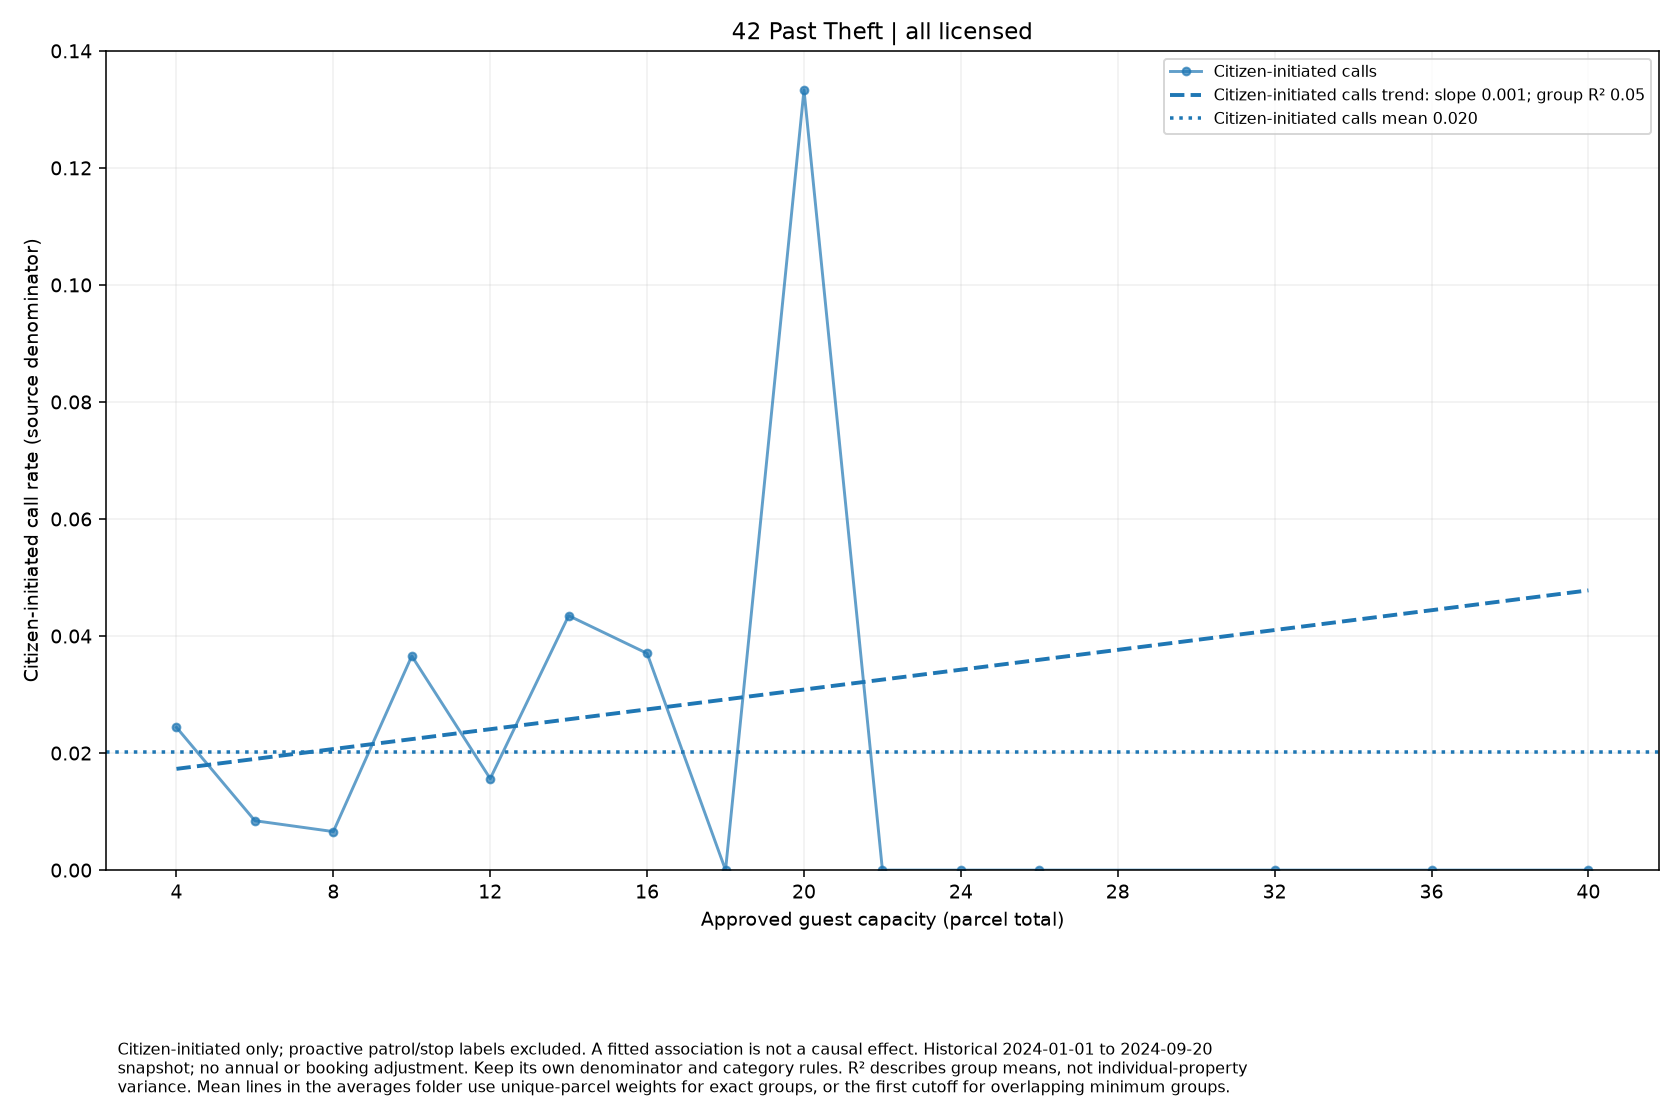 42 Past Theft | all licensed
Citizen-initiated calls
Citizen-initiated calls trend: slope 0.001; group R² 0.05
Citizen-initiated calls mean 0.020
Citizen-initiated call rate (source denominator)
0.14
0.12
0.10
0.08
0.06
0.04
0.02
0.00
4 8 12 16 20 24 28 32 36 40
Approved guest capacity (parcel total)
Citizen-initiated only; proactive patrol/stop labels excluded. A fitted association is not a causal effect. Historical 2024-01-01 to 2024-09-20
snapshot; no annual or booking adjustment. Keep its own denominator and category rules. R² describes group means, not individual-property
variance. Mean lines in the averages folder use unique-parcel weights for exact groups, or the first cutoff for overlapping minimum groups.